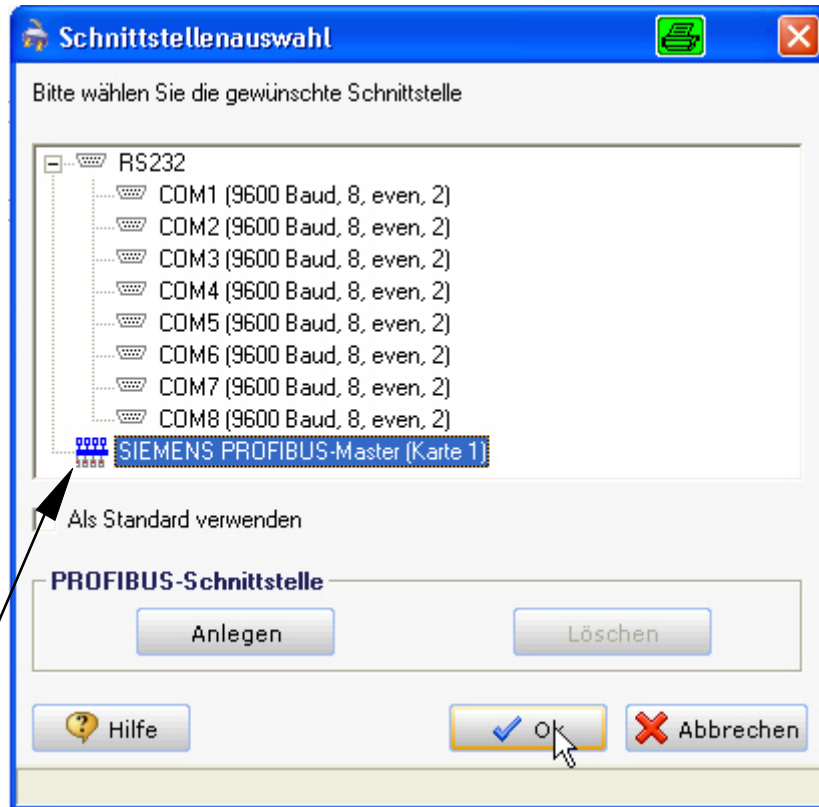 Schnittstellenauswahl
Bitte wählen Sie die gewünschte Schnittstelle
RS232
COM1 (9600 Baud, 8, even, 2)
COM2 (9600 Baud, 8, even, 2)
COM3 (9600 Baud, 8, even, 2)
COM4 (9600 Baud, 8, even, 2)
COM5 (9600 Baud, 8, even, 2)
COM6 (9600 Baud, 8, even, 2)
COM7 (9600 Baud, 8, even, 2)
COM8 (9600 Baud, 8, even, 2)
SIEMENS PROFIBUS-Master (Karte 1)
Als Standard verwenden
PROFIBUS-Schnittstelle
Anlegen Löschen
Hilfe Ok Abbrechen